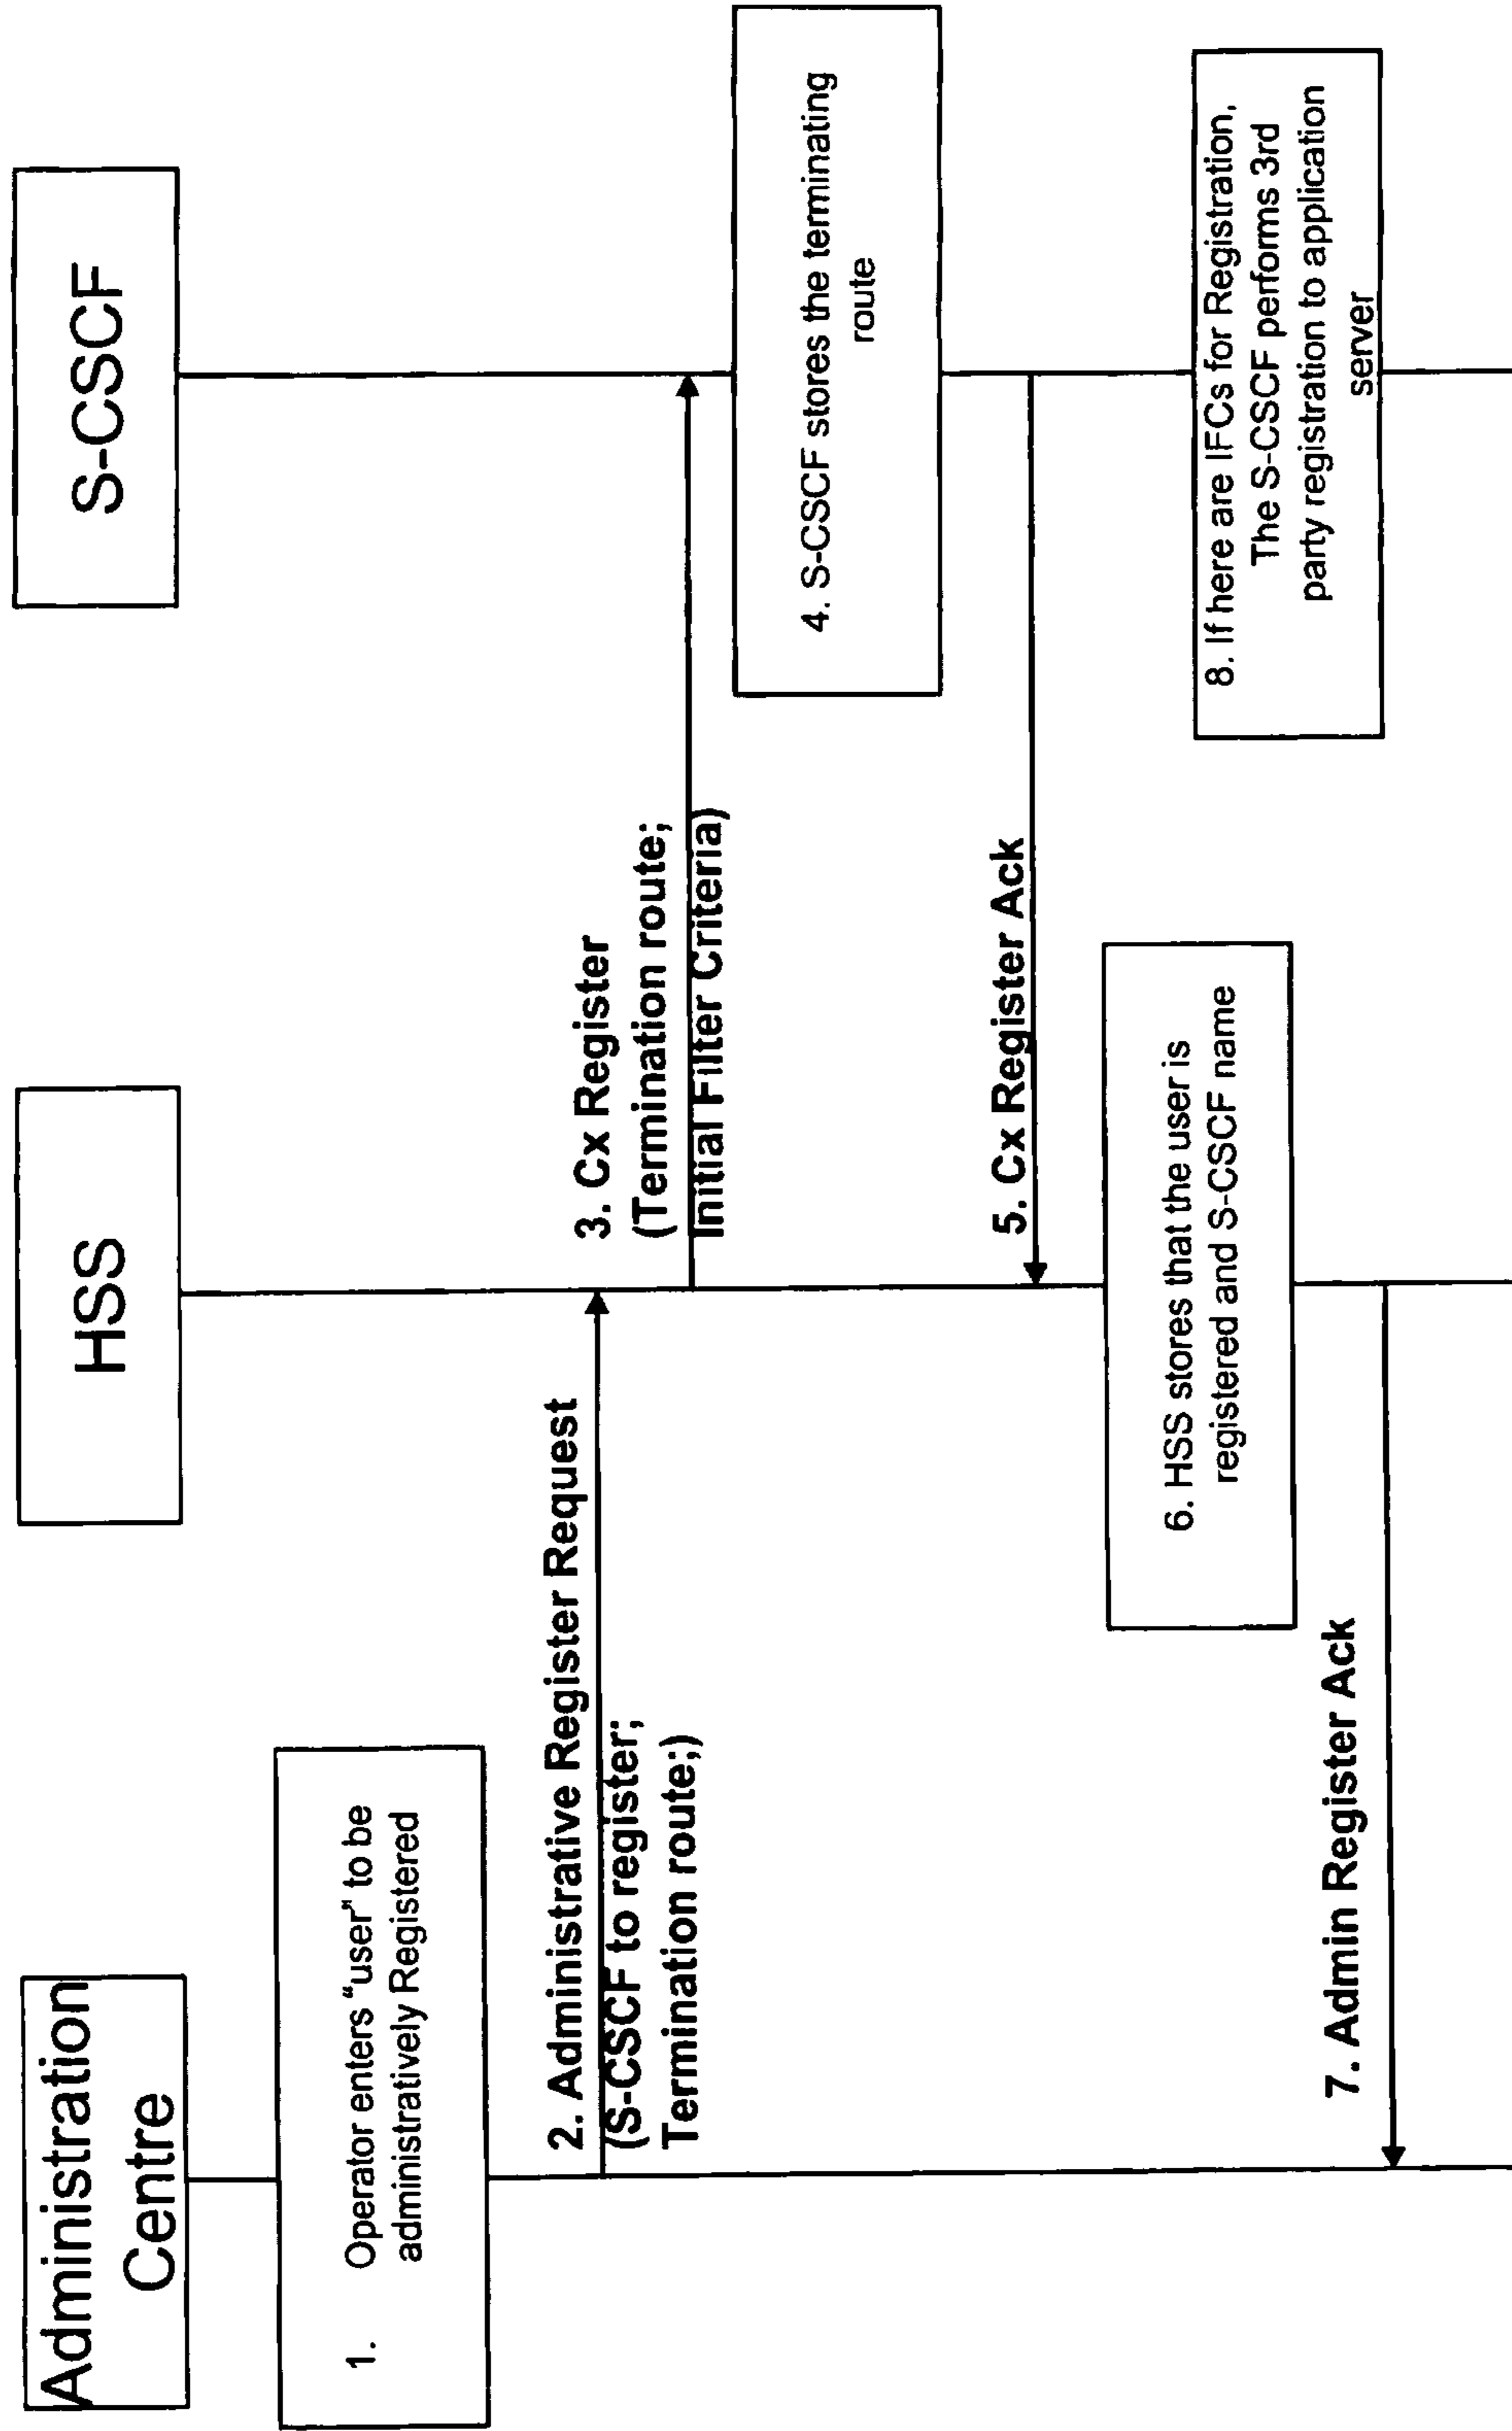 Administration
Centre
HSS
S-CSCF
1. Operator enters "user" to be
administratively Registered
2. Administrative Register Request
(S-CSCF to register;
Termination route;)
3. Cx Register
(Termination route;
Initial Filter Criteria)
4. S-CSCF stores the terminating
route
5. Cx Register Ack
6. HSS stores that the user is
registered and S-CSCF name
7. Admin Register Ack
8. If here are IFCs for Registration,
The S-CSCF performs 3rd
party registration to application
server